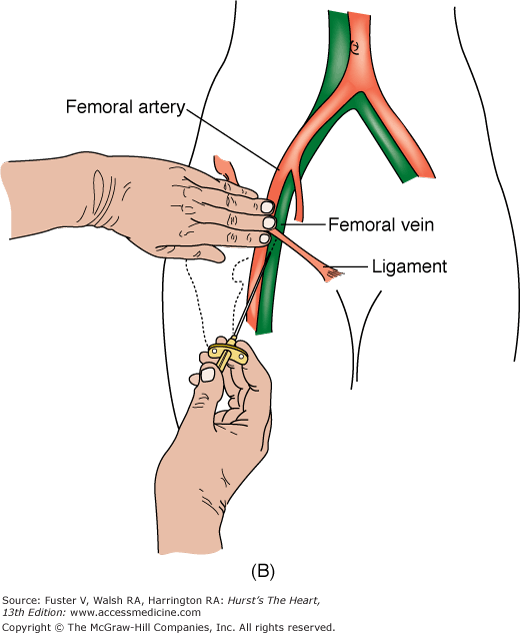 Femoral artery
Femoral vein
Ligament
(B)
Source: Fuster V, Walsh RA, Harrington RA: Hurst's The Heart,
13th Edition: www.accessmedicine.com
Copyright © The McGraw-Hill Companies, Inc. All rights reserved.